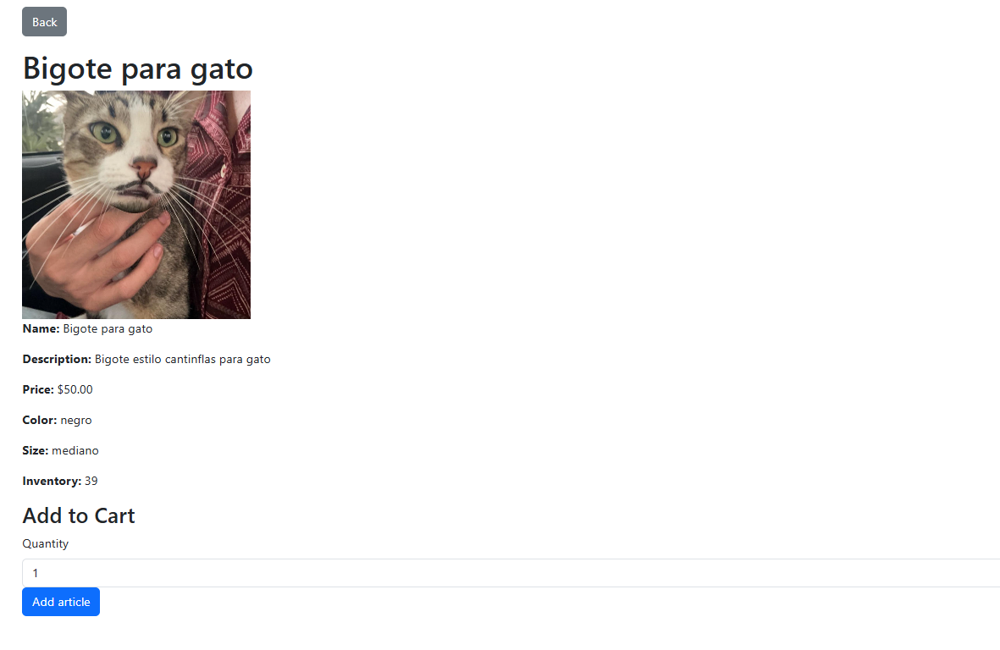 Back
Bigote para gato
Name: Bigote para gato
Description: Bigote estilo cantinflas para gato
Price: $50.00
Color: negro
Size: mediano
Inventory: 39
Add to Cart
Quantity
1
Add article